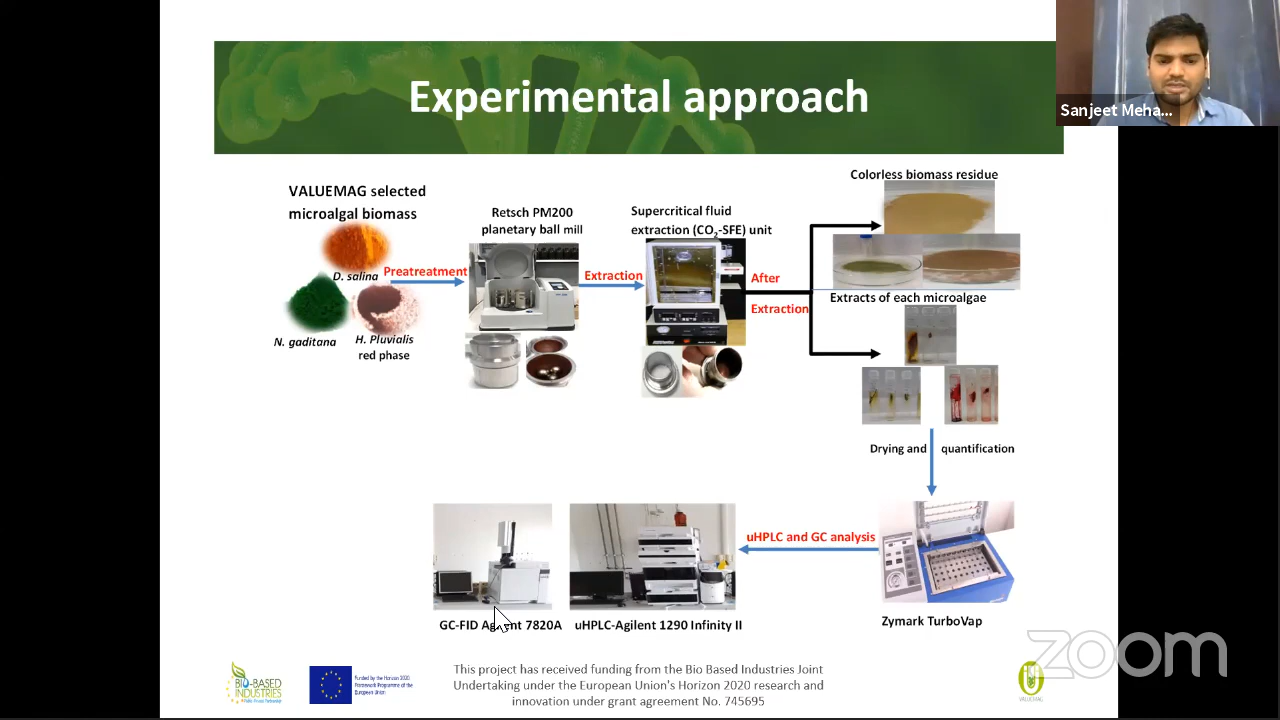 Experimental approach
Sanjeet Meha...
VALUEMAG selected
microalgal biomass
D. salina
N. gaditana
H. Pluvialis
red phase
Preatreatment
Retsch PM200
planetary ball mill
Extraction
Supercritical fluid
extraction (CO2-SFE) unit
After
Extraction
Colorless biomass residue
Extracts of each microalgae
Drying and quantification
Zymark TurboVap
uHPLC and GC analysis
GC-FID Agilent 7820A
uHPLC-Agilent 1290 Infinity II
BIO-BASED
INDUSTRIES
Public-Private Partnership
Funded by the Horizon 2020
Framework Programme of the
European Union
This project has received funding from the Bio Based Industries Joint
Undertaking under the European Union's Horizon 2020 research and
innovation under grant agreement No. 745695
VALUEMAG
zoom